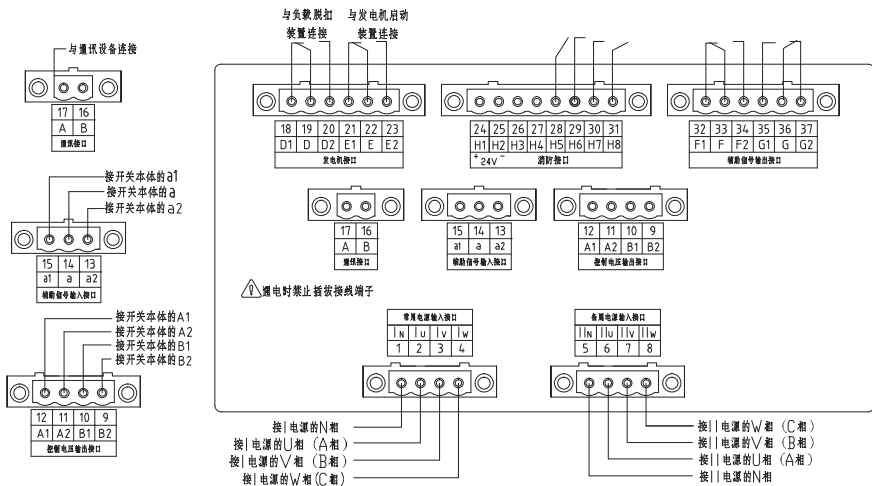 与通讯设备连接
17 16
A B
通讯接口
接开关本体的a1
接开关本体的a
接开关本体的a2
15 14 13
a1 a a2
辅助信号输入接口
接开关本体的A1
接开关本体的A2
接开关本体的B1
接开关本体的B2
12 11 10 9
A1 A2 B1 B2
控制电压输出接口
与负载脱扣
装置连接
与发电机启动
装置连接
18 19 20 21 22 23
D1 D D2 E1 E E2
发电机接口
24 25 26 27 28 29 30 31
H1 H2 H3 H4 H5 H6 H7 H8
+ 24V - 消防接口
32 33 34 35 36 37
F1 F F2 G1 G G2
辅助信号输出接口
17 16
A B
通讯接口
15 14 13
a1 a a2
辅助信号输入接口
12 11 10 9
A1 A2 B1 B2
控制电压输出接口
通电时禁止插拔接线端子
常用电源输入接口
IN IU IV IW
1 2 3 4
备用电源输入接口
IIN IIU IIV IIW
5 6 7 8
接I电源的N相
接I电源的U相(A相)
接I电源的V相(B相)
接I电源的W相(C相)
接II电源的W相(C相)
接II电源的V相(B相)
接II电源的U相(A相)
接II电源的N相